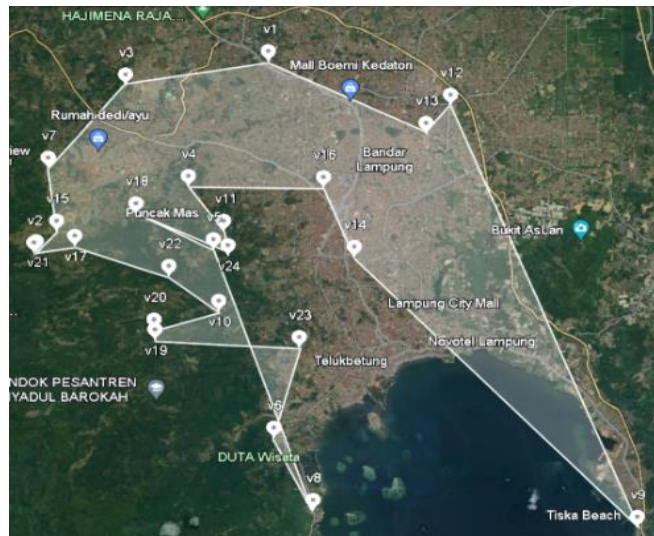 HAJIMENA RAJA...
v1
v3
Mall Boemi Kedaton
v12
v13
Rumah dedi/ayu
v7
iew
v4
v16
Bandar
Lampung
v18
v11
v15
Puncak Mas
v5
v2
v14
Bukit AsLan
v21
v17
v22
v24
v20
v10
v23
Lampung City Mall
v19
Novotel Lampung
Telukbetung
NDOK PESANTREN
YADUL BAROKAH
v6
DUTA Wisata
v8
v9
Tiska Beach